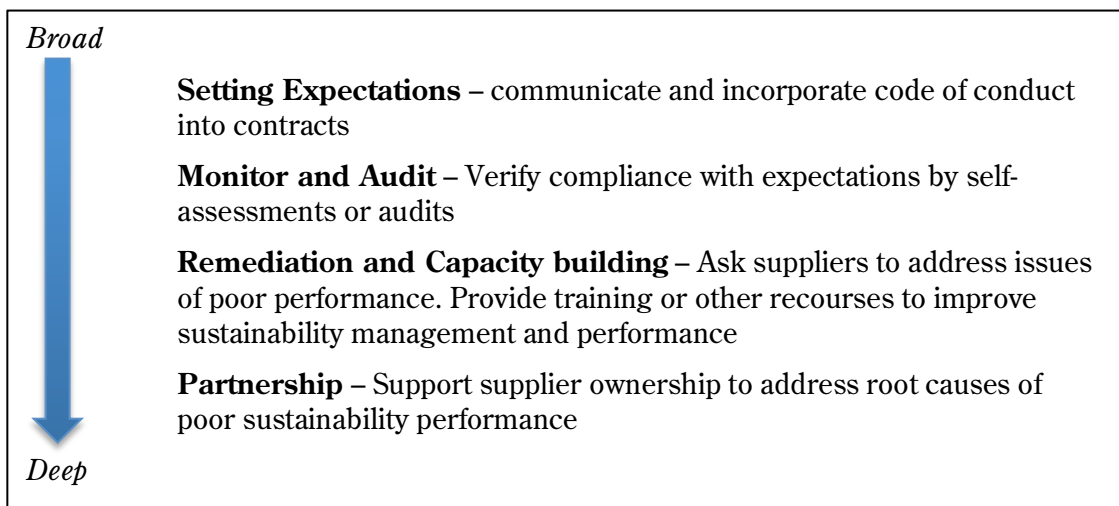 Broad
Setting Expectations – communicate and incorporate code of conduct
into contracts
Monitor and Audit – Verify compliance with expectations by self-
assessments or audits
Remediation and Capacity building – Ask suppliers to address issues
of poor performance. Provide training or other recourses to improve
sustainability management and performance
Partnership – Support supplier ownership to address root causes of
poor sustainability performance
Deep